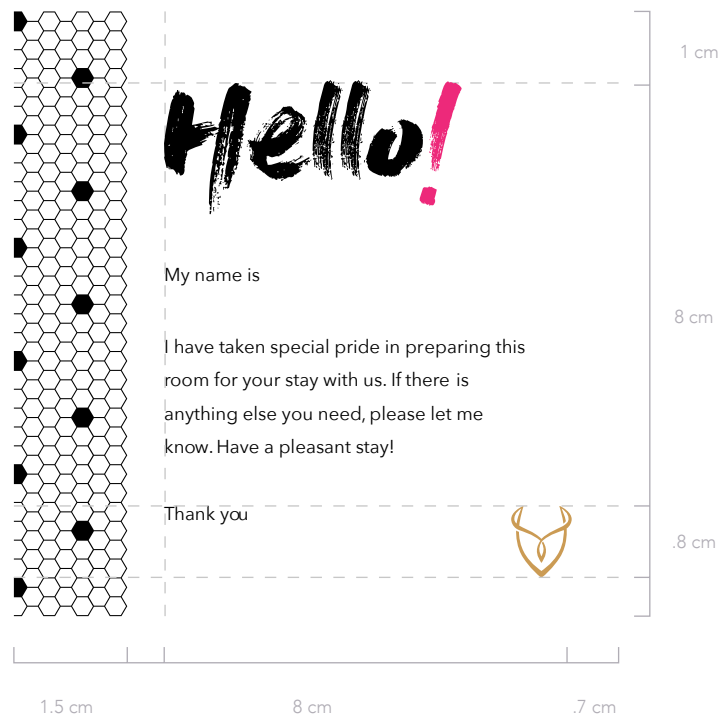 1 cm
Hello!
My name is
8 cm
I have taken special pride in preparing this
room for your stay with us. If there is
anything else you need, please let me
know. Have a pleasant stay!
Thank you
.8 cm
1.5 cm
8 cm
.7 cm